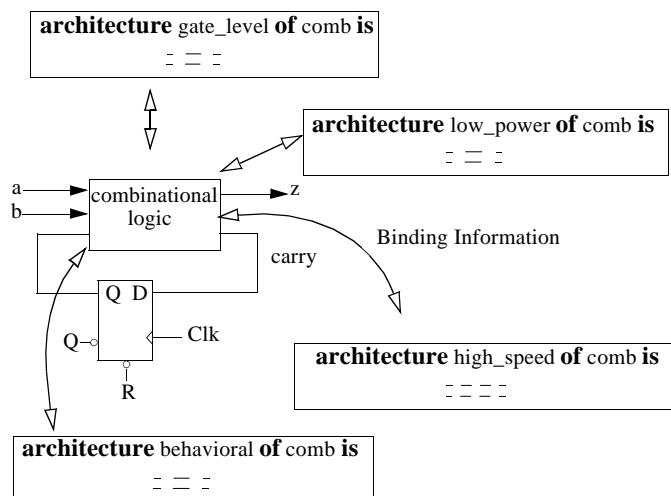 architecture gate_level of comb is
architecture low_power of comb is
a
b
combinational
logic
z
Binding Information
carry
Q D
Q
Clk
R
architecture high_speed of comb is
architecture behavioral of comb is